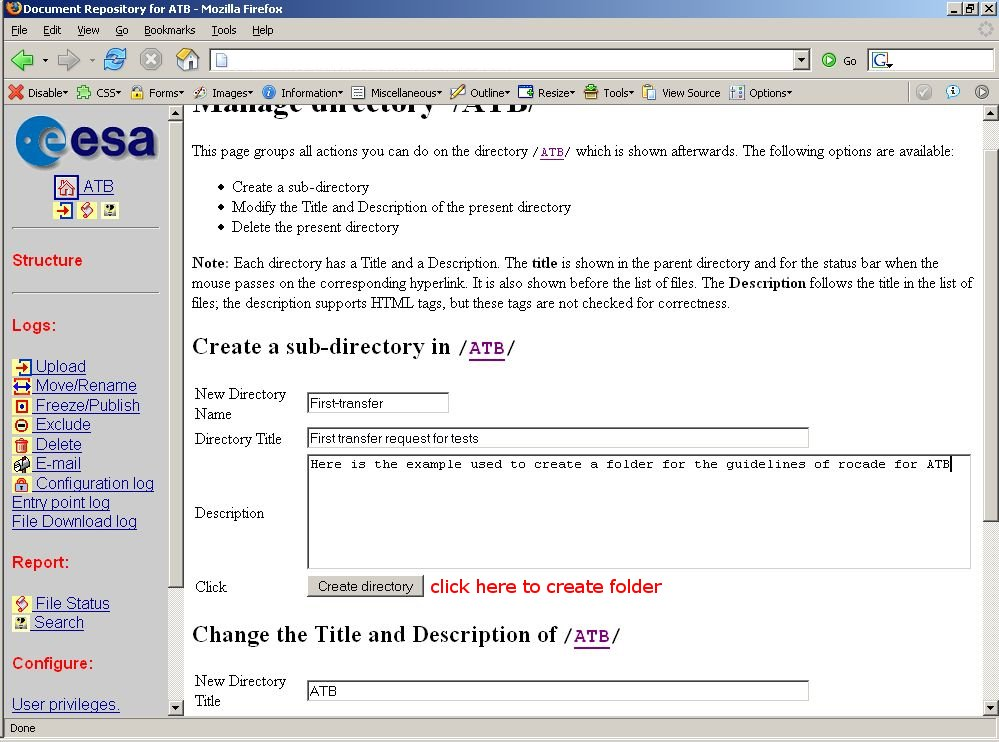 Document Repository for ATB - Mozilla Firefox
File Edit View Go Bookmarks Tools Help
Go
G
Disable CSS Forms Images Information Miscellaneous Outline Resize Tools View Source Options
esa
ATB
Structure
Logs:
Upload
Move/Rename
Freeze/Publish
Exclude
Delete
E-mail
Configuration log
Entry point log
File Download log
Report:
File Status
Search
Configure:
User privileges.
Manage directory /ATB/
This page groups all actions you can do on the directory /ATB/ which is shown afterwards. The following options are available:
• Create a sub-directory
• Modify the Title and Description of the present directory
• Delete the present directory
Note: Each directory has a Title and a Description. The title is shown in the parent directory and for the status bar when the
mouse passes on the corresponding hyperlink. It is also shown before the list of files. The Description follows the title in the list of
files; the description supports HTML tags, but these tags are not checked for correctness.
Create a sub-directory in /ATB/
New Directory
Name
First-transfer
Directory Title
First transfer request for tests
Description
Here is the example used to create a folder for the guidelines of rocade for ATB
Click
Create directory
click here to create folder
Change the Title and Description of /ATB/
New Directory
Title
ATB
Done